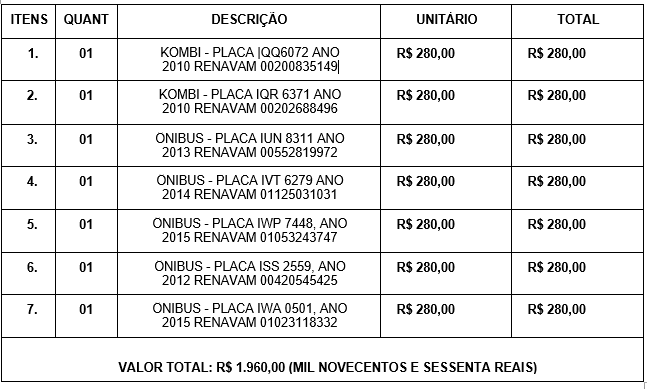 ITENS QUANT DESCRIÇÃO UNITÁRIO TOTAL
1. 01 KOMBI - PLACA |QQ6072 ANO R$ 280,00 R$ 280,00
2010 RENAVAM 00200835149
2. 01 KOMBI - PLACA IQR 6371 ANO R$ 280,00 R$ 280,00
2010 RENAVAM 00202688496
3. 01 ONIBUS - PLACA IUN 8311 ANO R$ 280,00 R$ 280,00
2013 RENAVAM 00552819972
4. 01 ONIBUS - PLACA IVT 6279 ANO R$ 280,00 R$ 280,00
2014 RENAVAM 01125031031
5. 01 ONIBUS - PLACA IWP 7448, ANO R$ 280,00 R$ 280,00
2015 RENAVAM 01053243747
6. 01 ONIBUS - PLACA ISS 2559, ANO R$ 280,00 R$ 280,00
2012 RENAVAM 00420545425
7. 01 ONIBUS - PLACA IWA 0501, ANO R$ 280,00 R$ 280,00
2015 RENAVAM 01023118332
VALOR TOTAL: R$ 1.960,00 (MIL NOVECENTOS E SESSENTA REAIS)